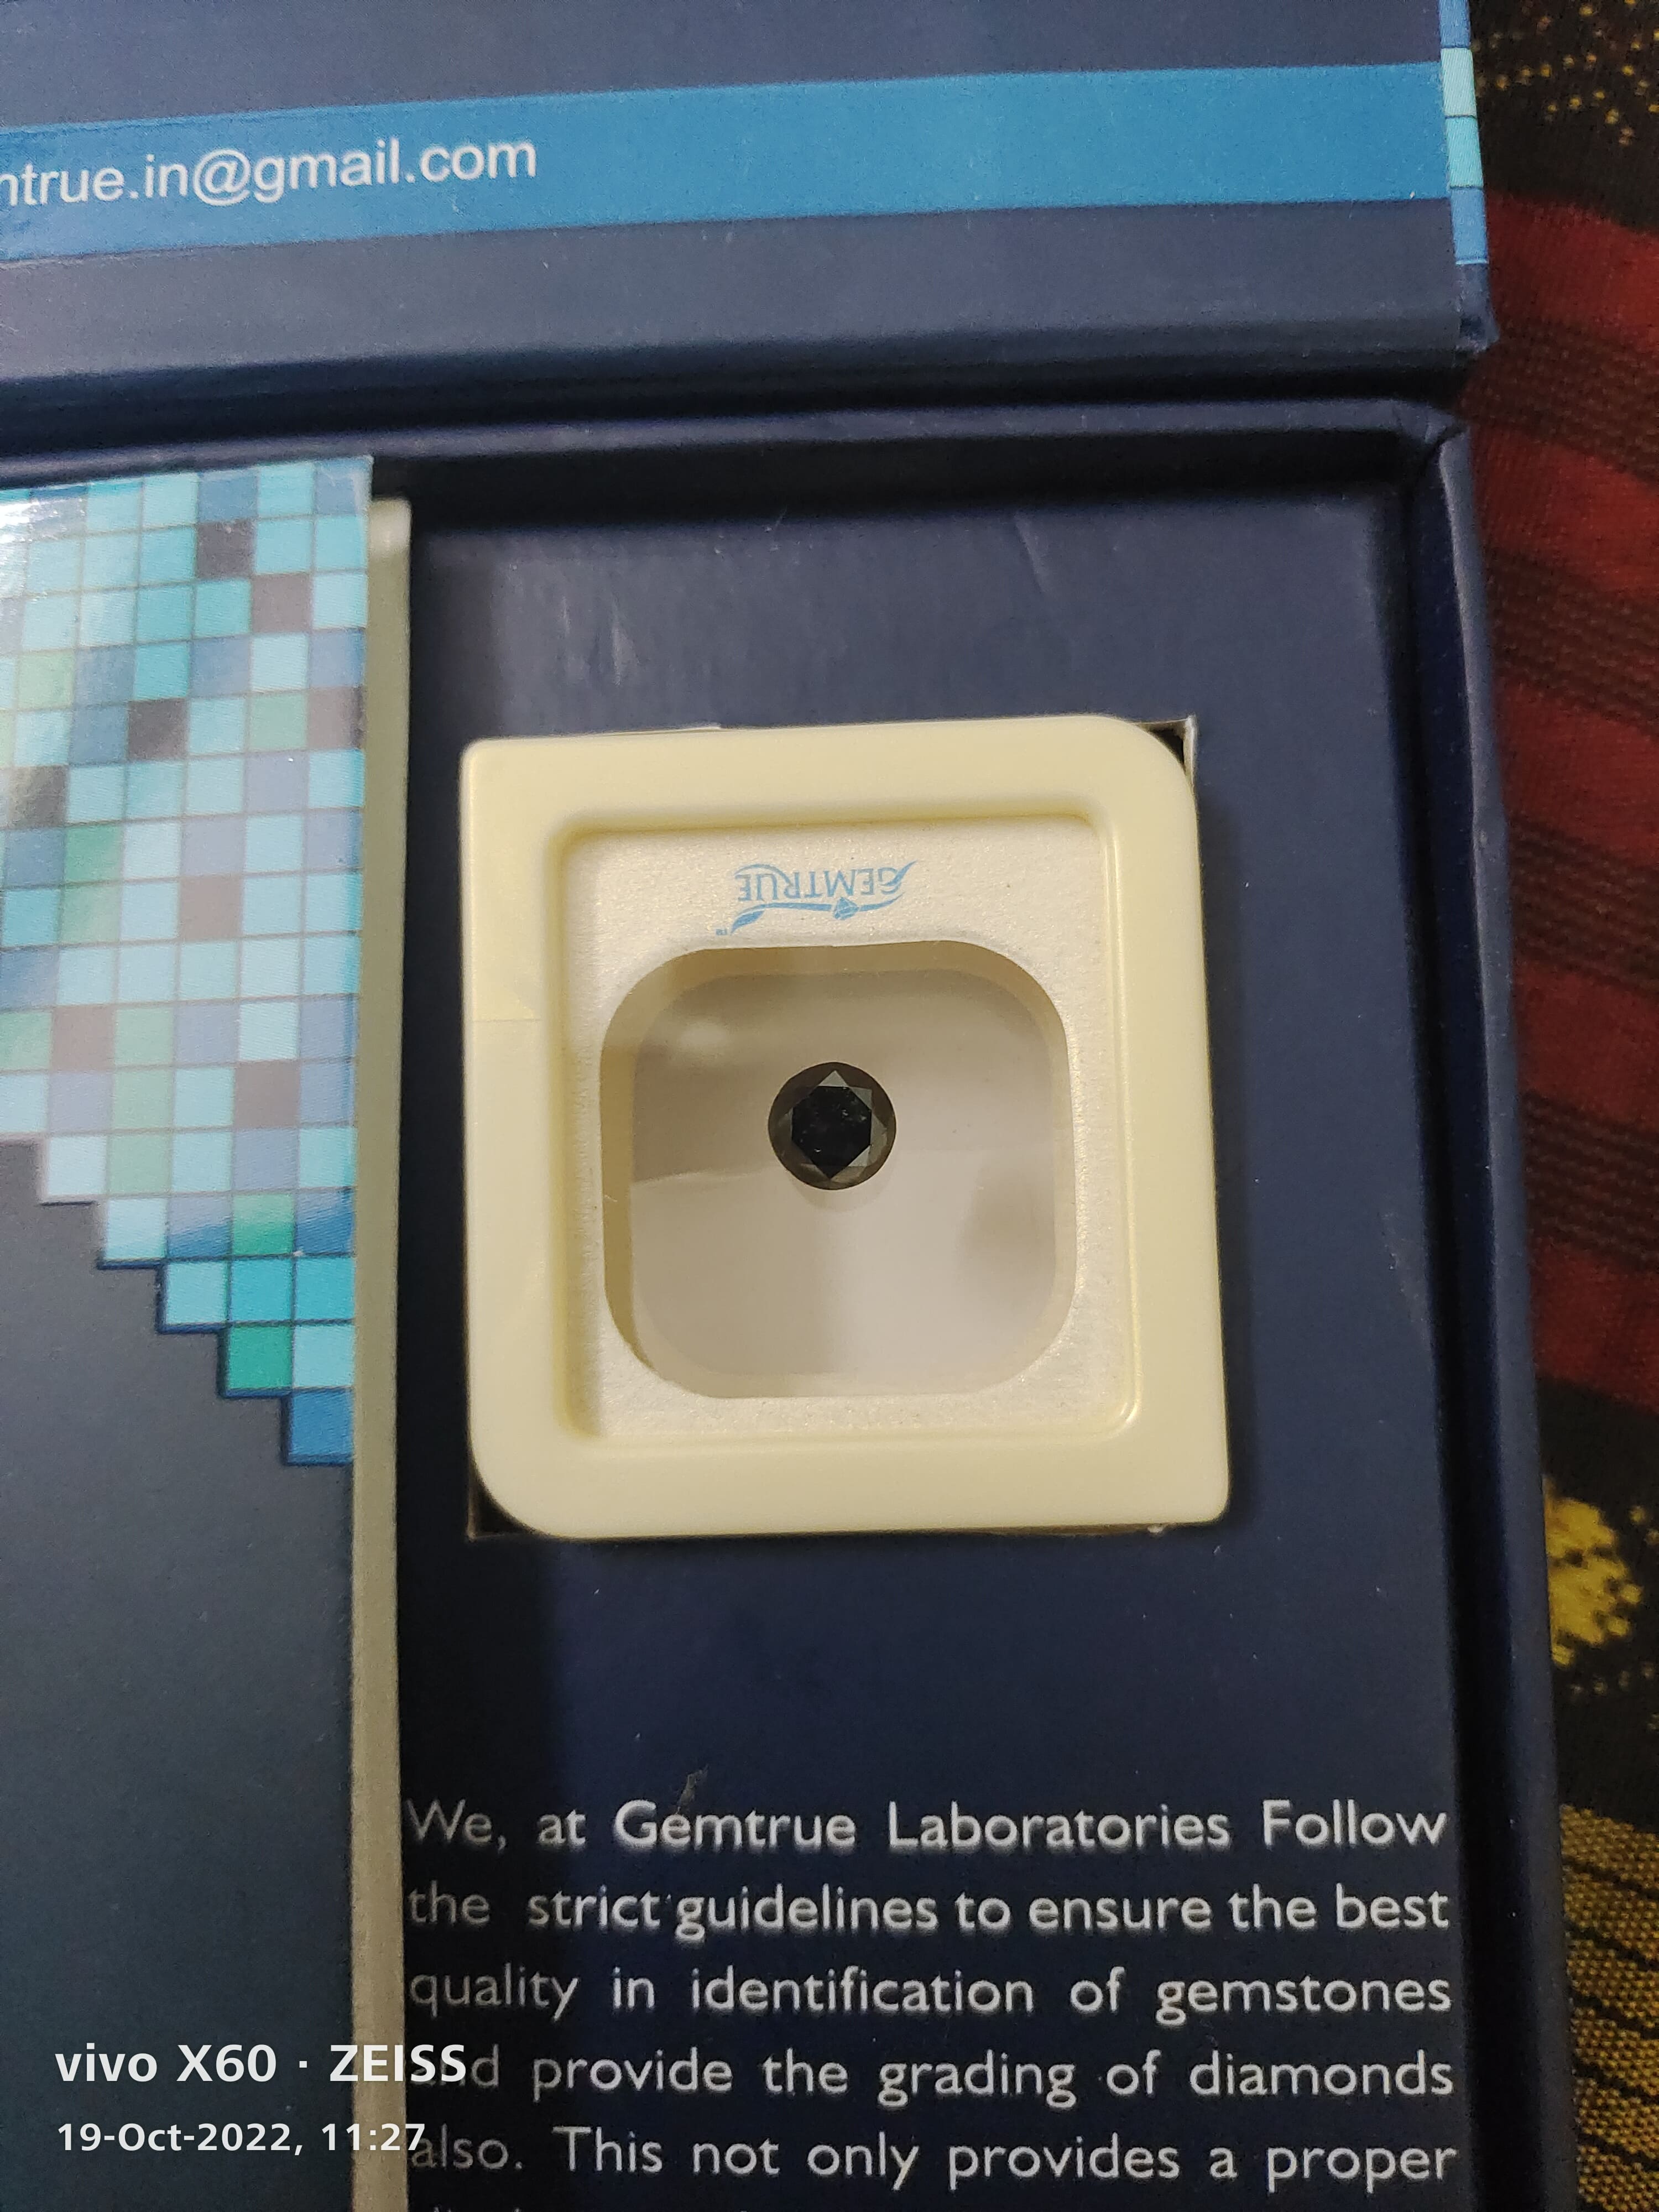 ntrue.in@gmail.com
GEMTRUE
TM
We, at Gemtrue Laboratories Follow
the strict guidelines to ensure the best
quality in identification of gemstones
and provide the grading of diamonds
also. This not only provides a proper
vivo X60 · ZEISS
19-Oct-2022, 11:27